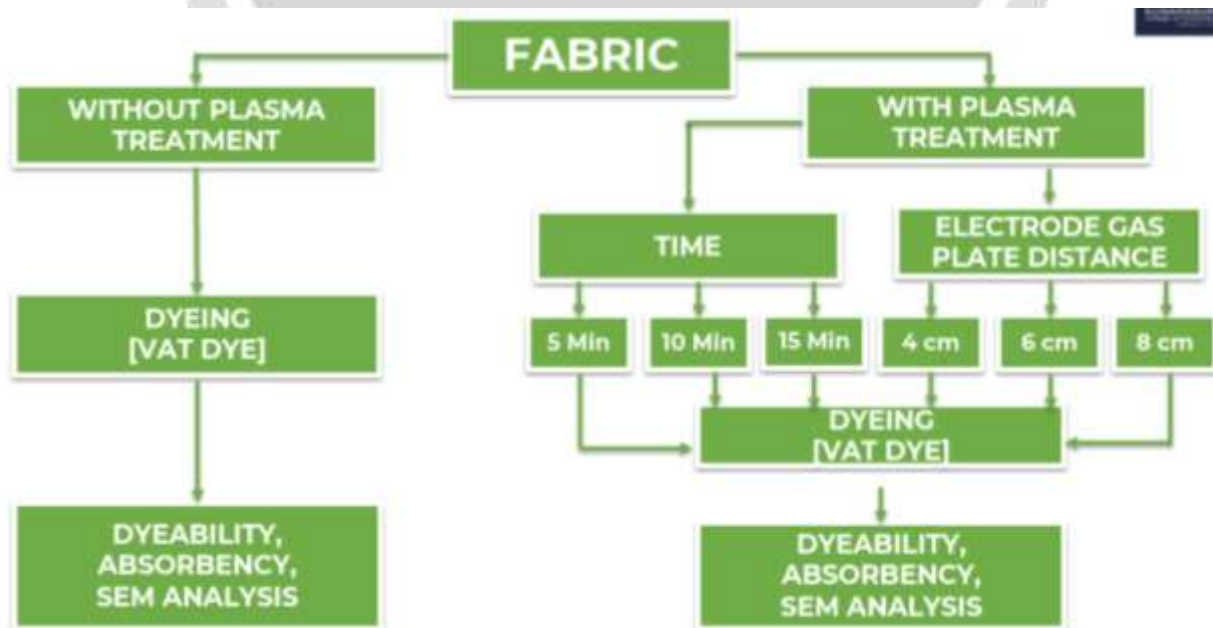 FABRIC
WITHOUT PLASMA
TREATMENT
WITH PLASMA
TREATMENT
TIME
ELECTRODE GAS
PLATE DISTANCE
DYEING
[VAT DYE]
5 Min
10 Min
15 Min
4 cm
6 cm
8 cm
DYEING
[VAT DYE]
DYEABILITY,
ABSORBENCY,
SEM ANALYSIS
DYEABILITY,
ABSORBENCY,
SEM ANALYSIS